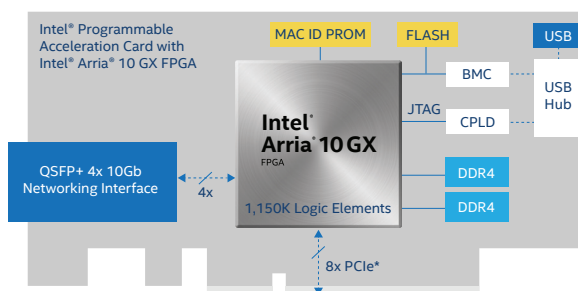 Intel® Programmable
Acceleration Card with
Intel® Arria® 10 GX FPGA
MAC ID PROM
FLASH
USB
BMC
USB
Hub
JTAG
CPLD
Intel®
Arria® 10 GX
FPGA
QSFP+ 4x 10Gb
Networking Interface
4x
DDR4
DDR4
1,150K Logic Elements
8x PCIe*